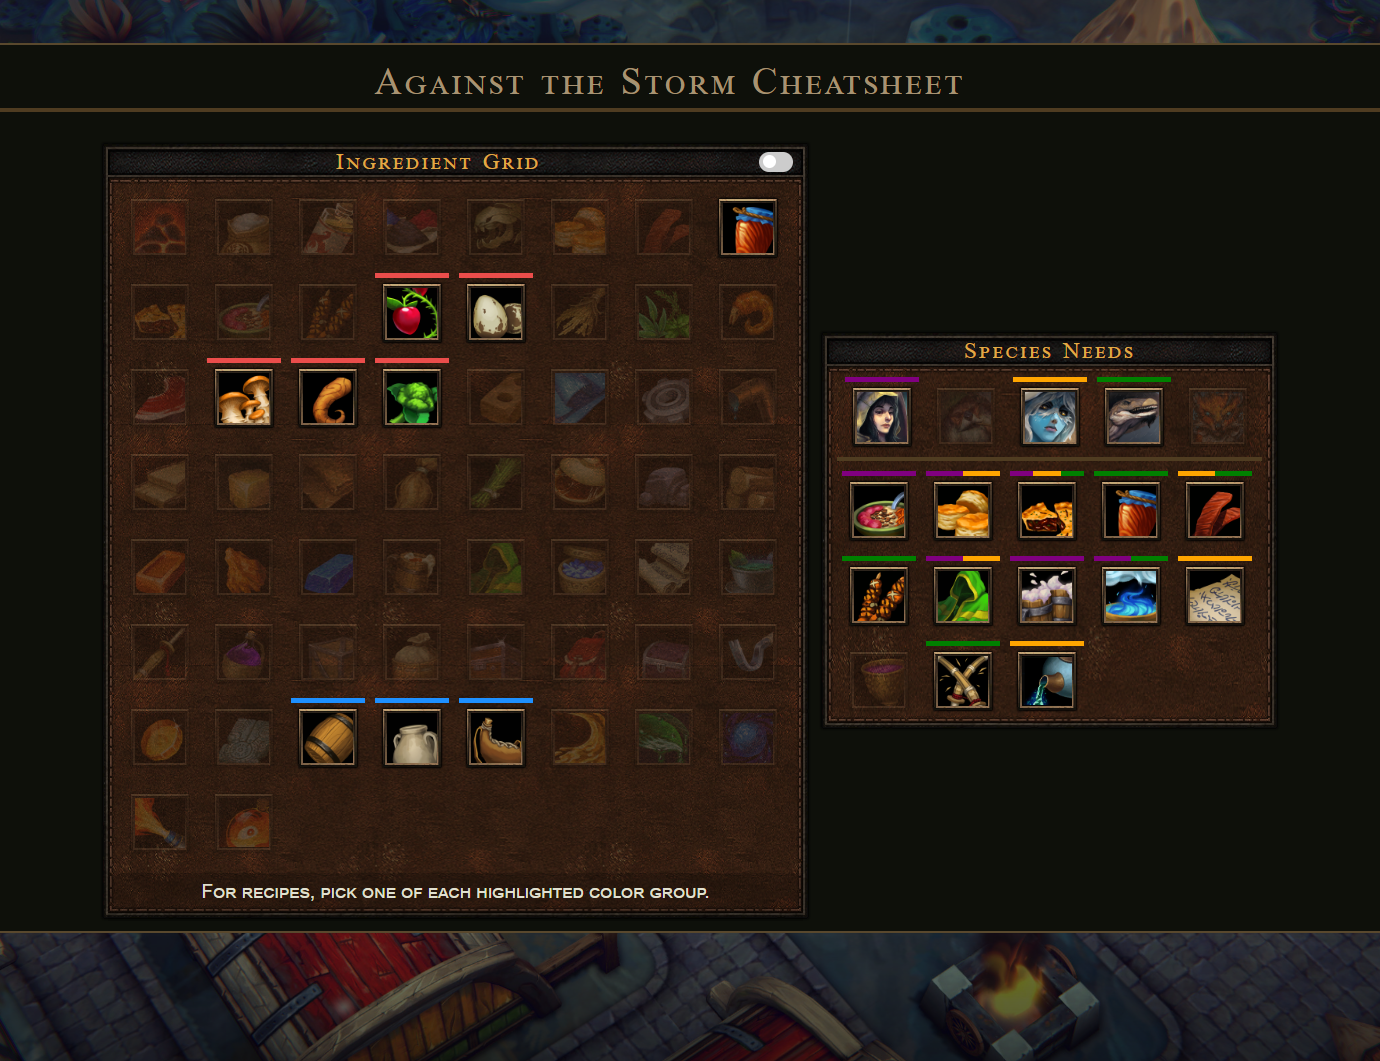 Against the Storm Cheatsheet
Ingredient Grid
Species Needs
For recipes, pick one of each highlighted color group.